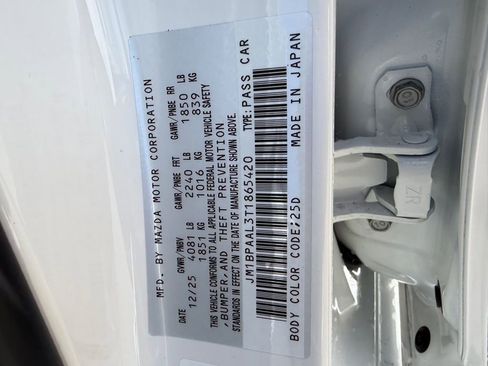 MFD. BY MAZDA MOTOR CORPORATION
GVWR/PNBV GAWR/PNBE FRT GAWR/PNBE RR
12/25 4081 LB 2240 LB 1850 LB
1851 KG 1016 KG 839 KG
THIS VEHICLE CONFORMS TO ALL APPLICABLE FEDERAL MOTOR VEHICLE SAFETY
,BUMPER, AND THEFT PREVENTION
STANDARDS IN EFFECT ON THE DATE OF MANUFACTURE SHOWN ABOVE.
JM1BPAAL3T1865420 TYPE:PASS CAR
BODY COLOR CODE;25D MADE IN JAPAN
ZR